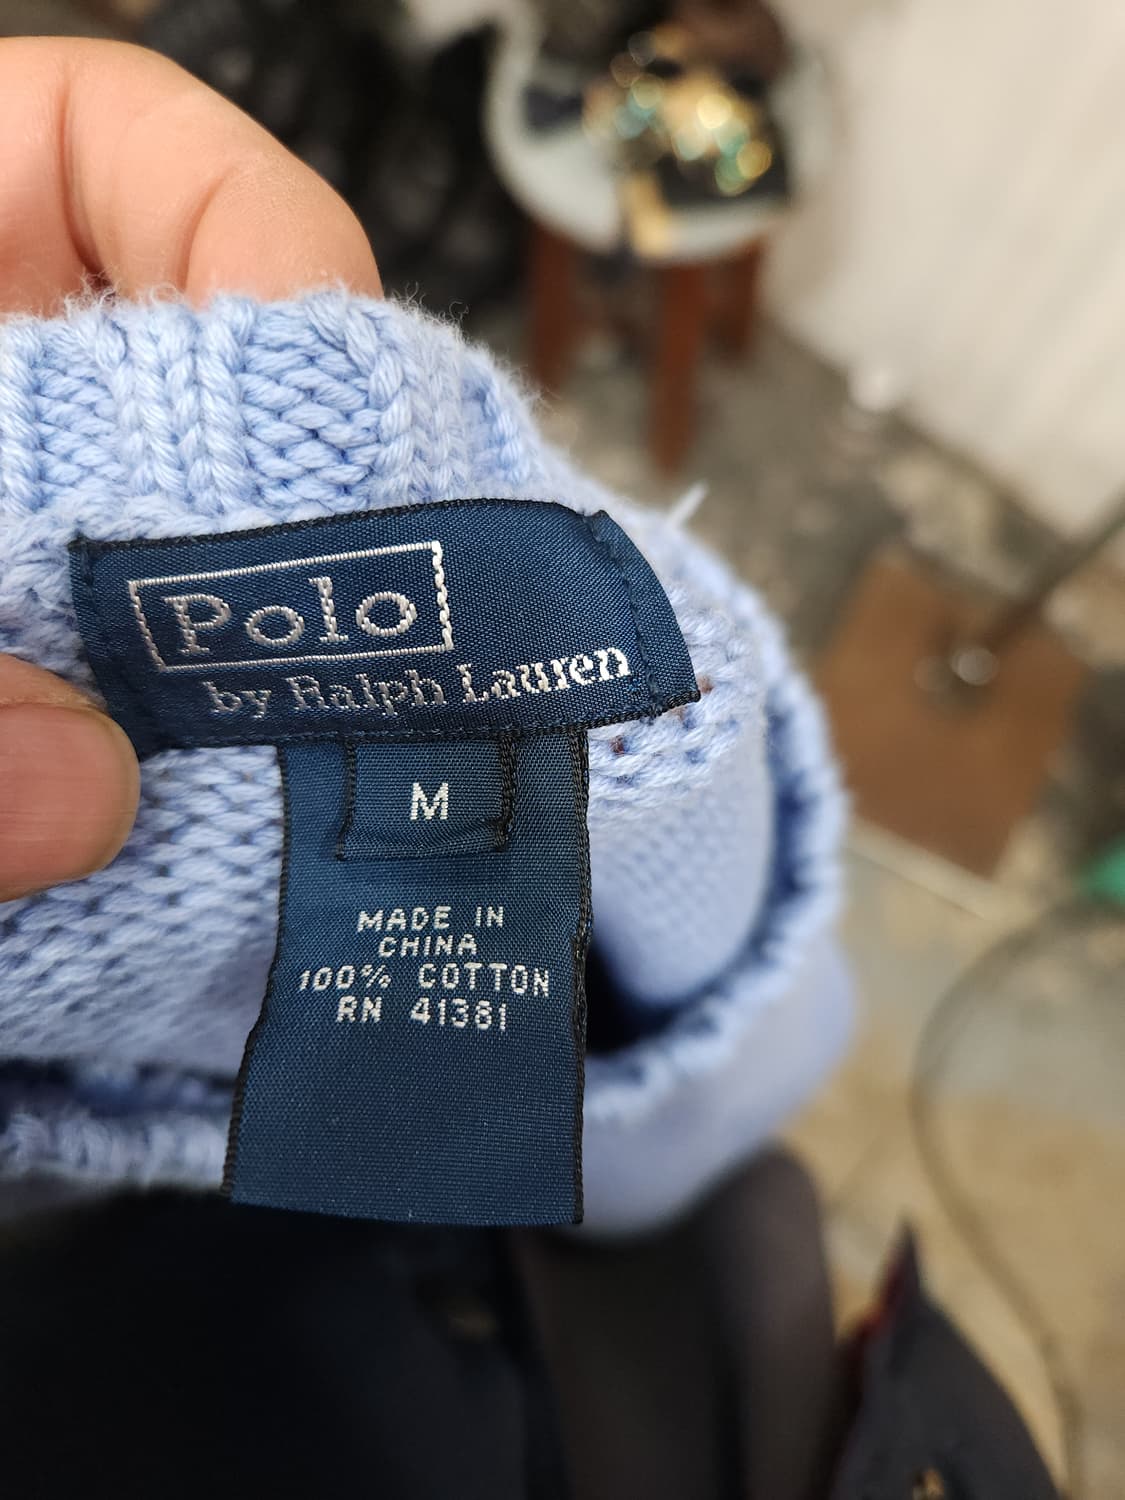 Polo
by Ralph Lauren
M
MADE IN
CHINA
100% COTTON
RN 41381